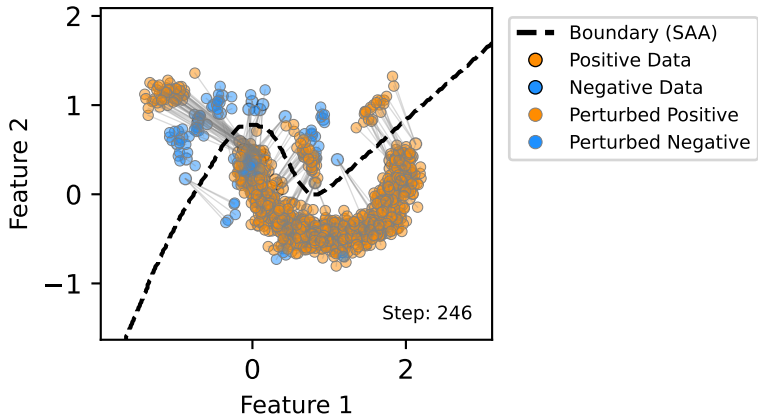 2
1
0
−1
Feature 2
0
2
Feature 1
Step: 246
Boundary (SAA)
Positive Data
Negative Data
Perturbed Positive
Perturbed Negative